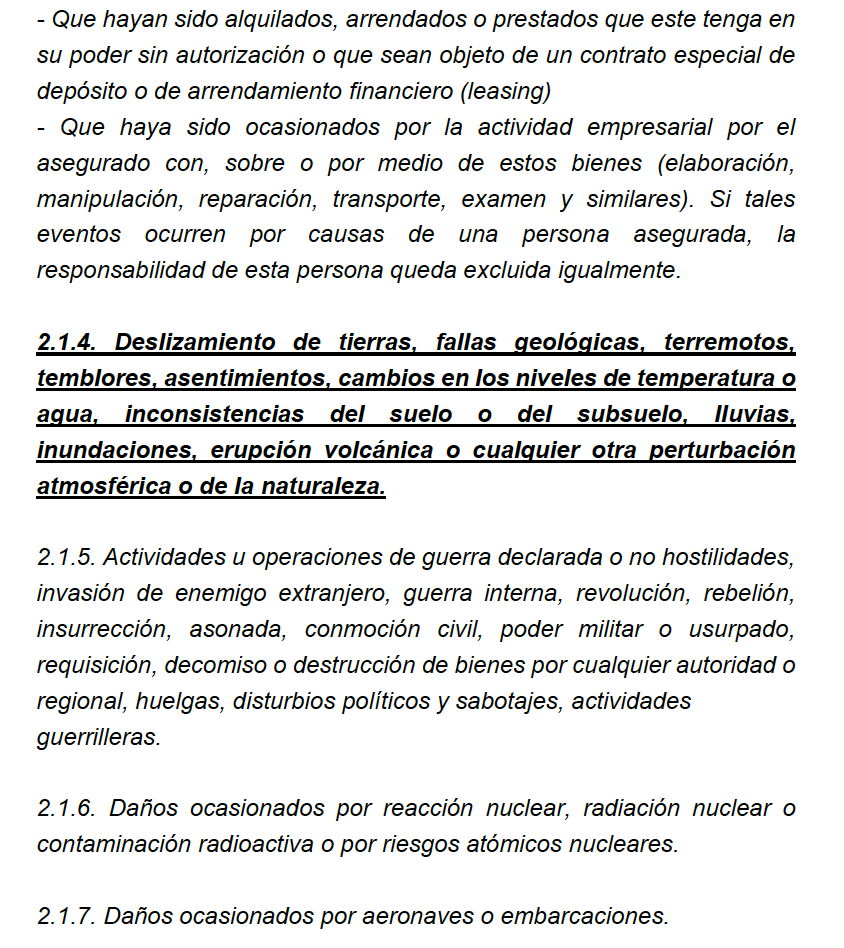 - Que hayan sido alquilados, arrendados o prestados que este tenga en
su poder sin autorización o que sean objeto de un contrato especial de
depósito o de arrendamiento financiero (leasing)
- Que haya sido ocasionados por la actividad empresarial por el
asegurado con, sobre o por medio de estos bienes (elaboración,
manipulación, reparación, transporte, examen y similares). Si tales
eventos ocurren por causas de una persona asegurada, la
responsabilidad de esta persona queda excluida igualmente.
2.1.4. Deslizamiento de tierras, fallas geológicas, terremotos,
temblores, asentimientos, cambios en los niveles de temperatura o
agua, inconsistencias del suelo o del subsuelo, lluvias,
inundaciones, erupción volcánica o cualquier otra perturbación
atmosférica o de la naturaleza.
2.1.5. Actividades u operaciones de guerra declarada o no hostilidades,
invasión de enemigo extranjero, guerra interna, revolución, rebelión,
insurrección, asonada, conmoción civil, poder militar o usurpado,
requisición, decomiso o destrucción de bienes por cualquier autoridad o
regional, huelgas, disturbios políticos y sabotajes, actividades
guerrilleras.
2.1.6. Daños ocasionados por reacción nuclear, radiación nuclear o
contaminación radioactiva o por riesgos atómicos nucleares.
2.1.7. Daños ocasionados por aeronaves o embarcaciones.